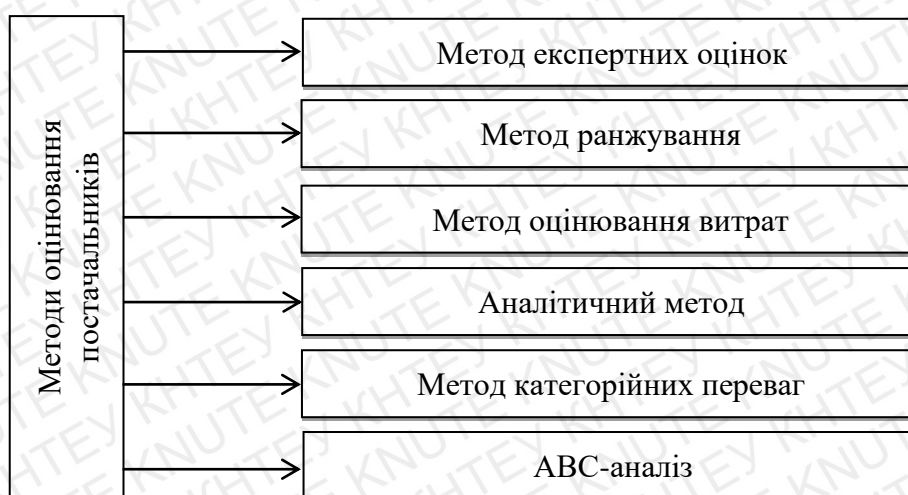 Методи оцінювання
постачальників
Метод експертних оцінок
Метод ранжування
Метод оцінювання витрат
Аналітичний метод
Метод категорійних переваг
АВС-аналіз